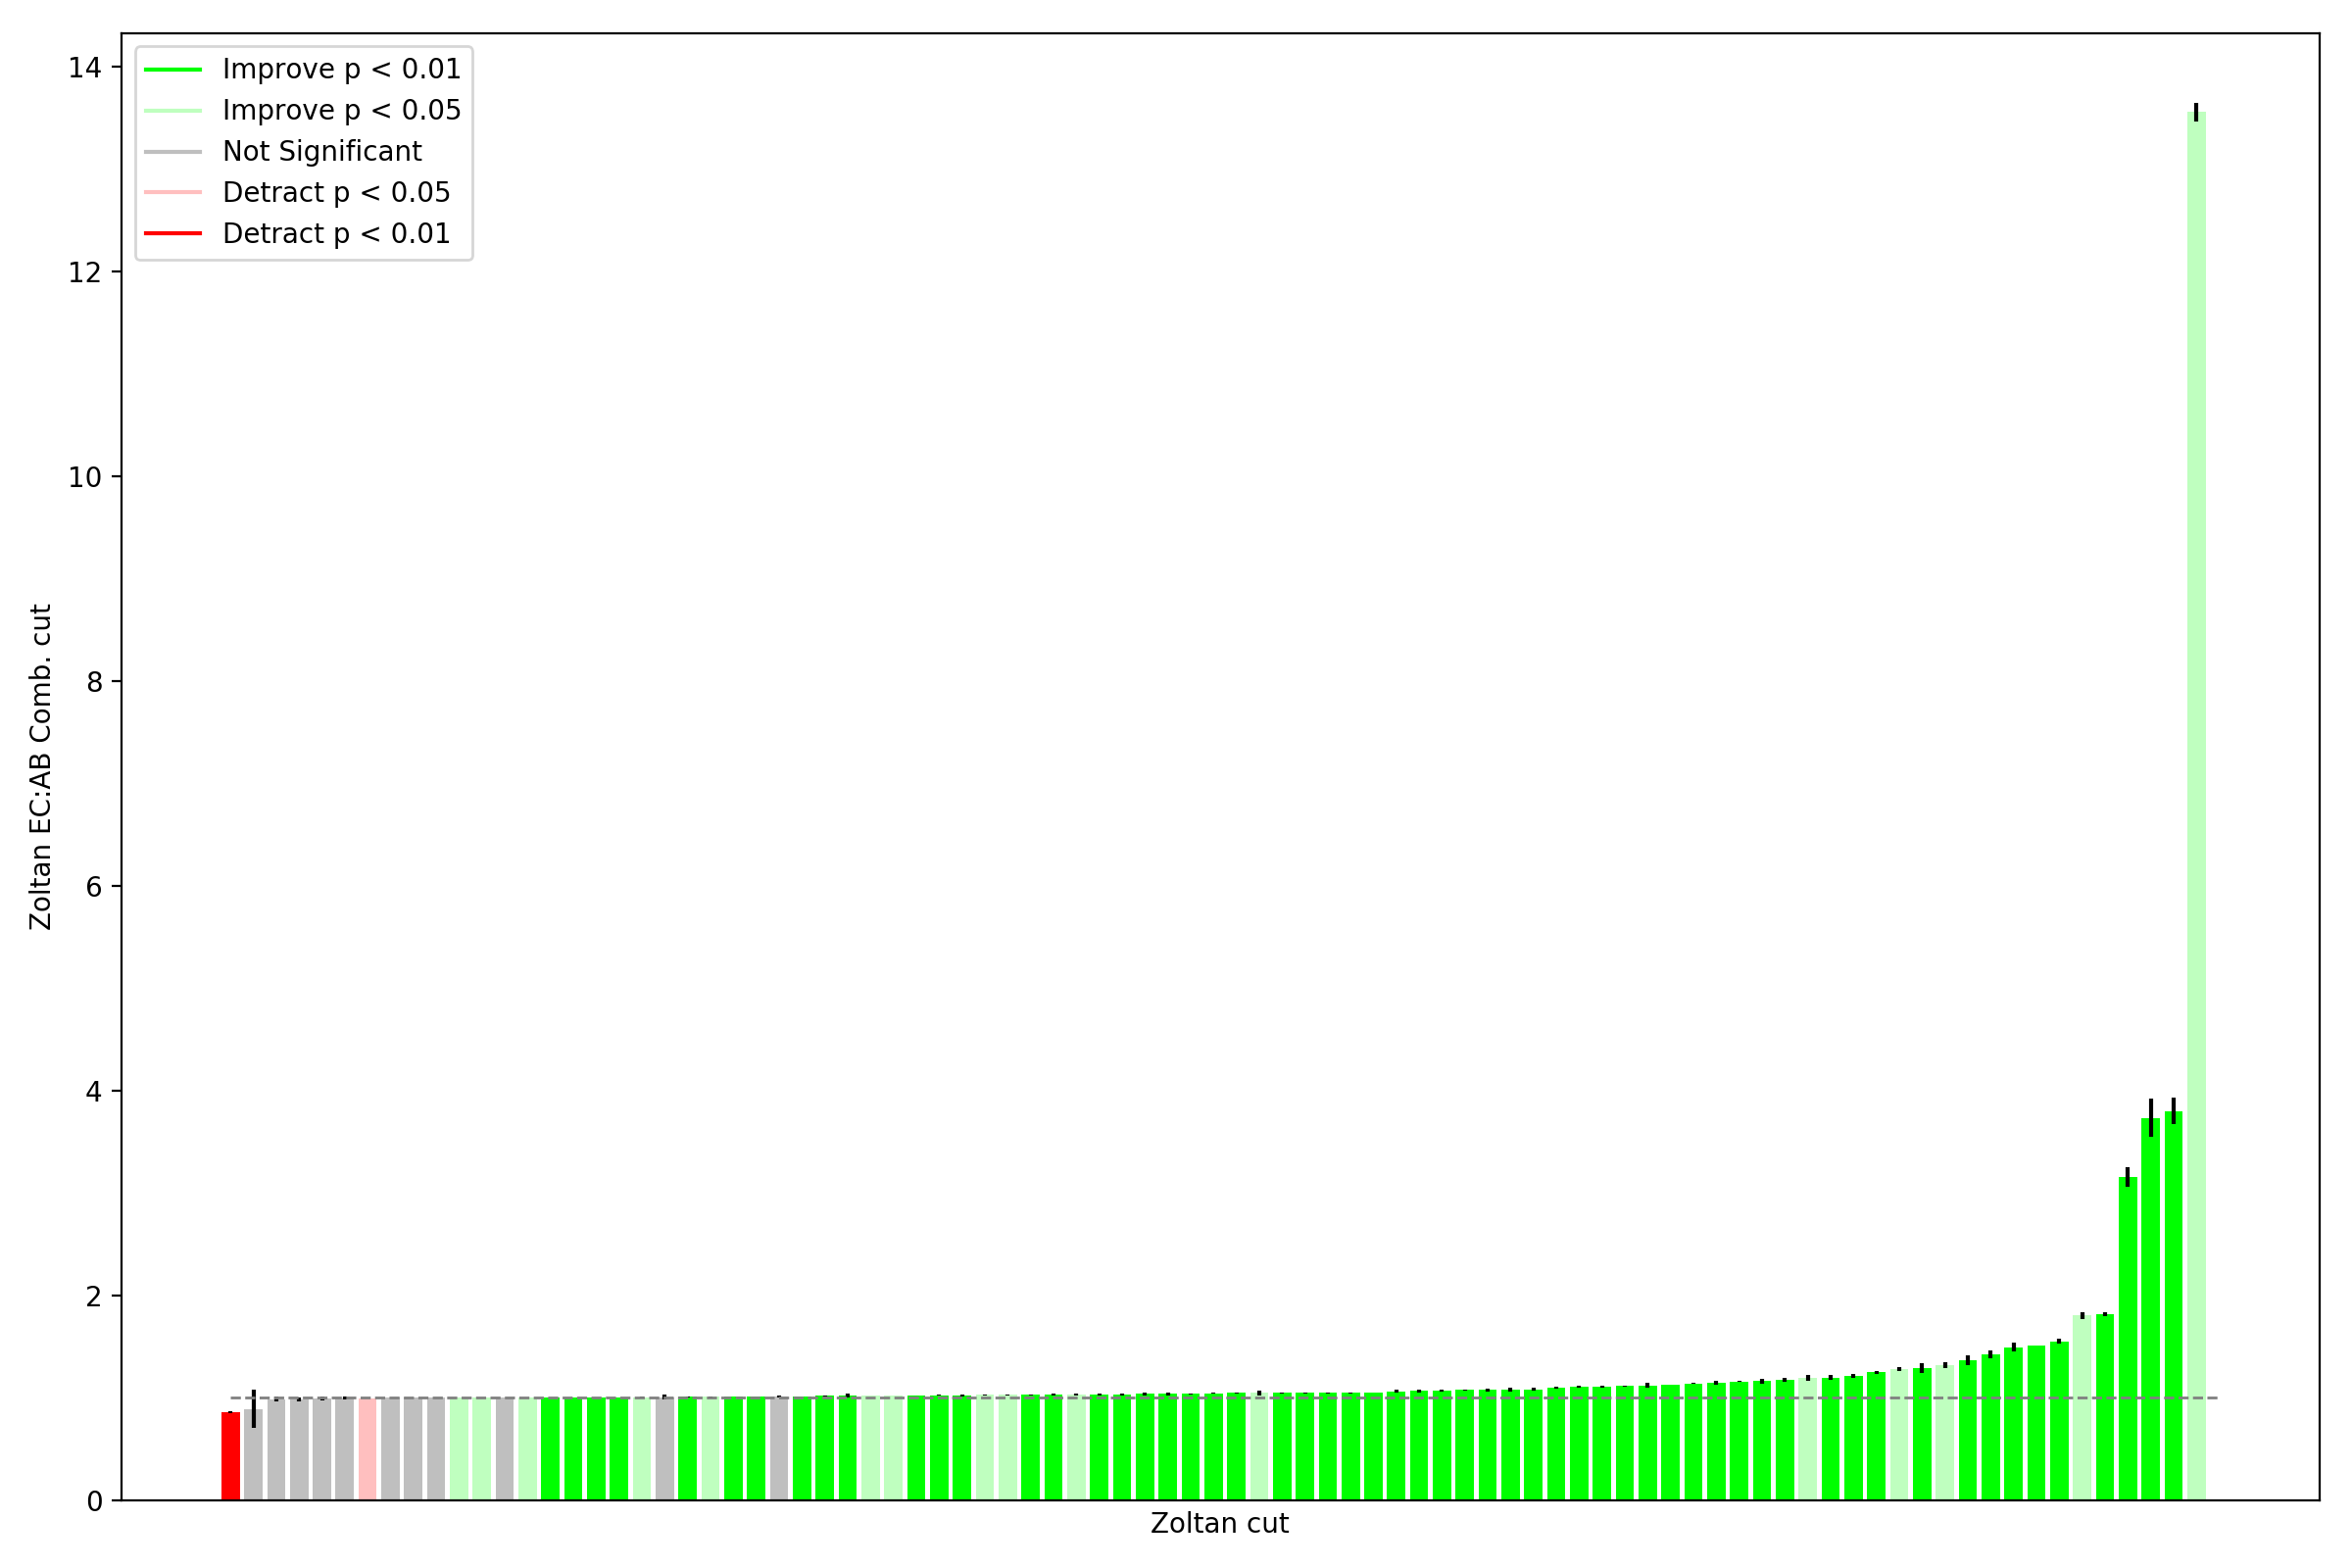 Improve p < 0.01
Improve p < 0.05
Not Significant
Detract p < 0.05
Detract p < 0.01
14
12
10
8
6
4
2
0
Zoltan EC:AB Comb. cut
Zoltan cut